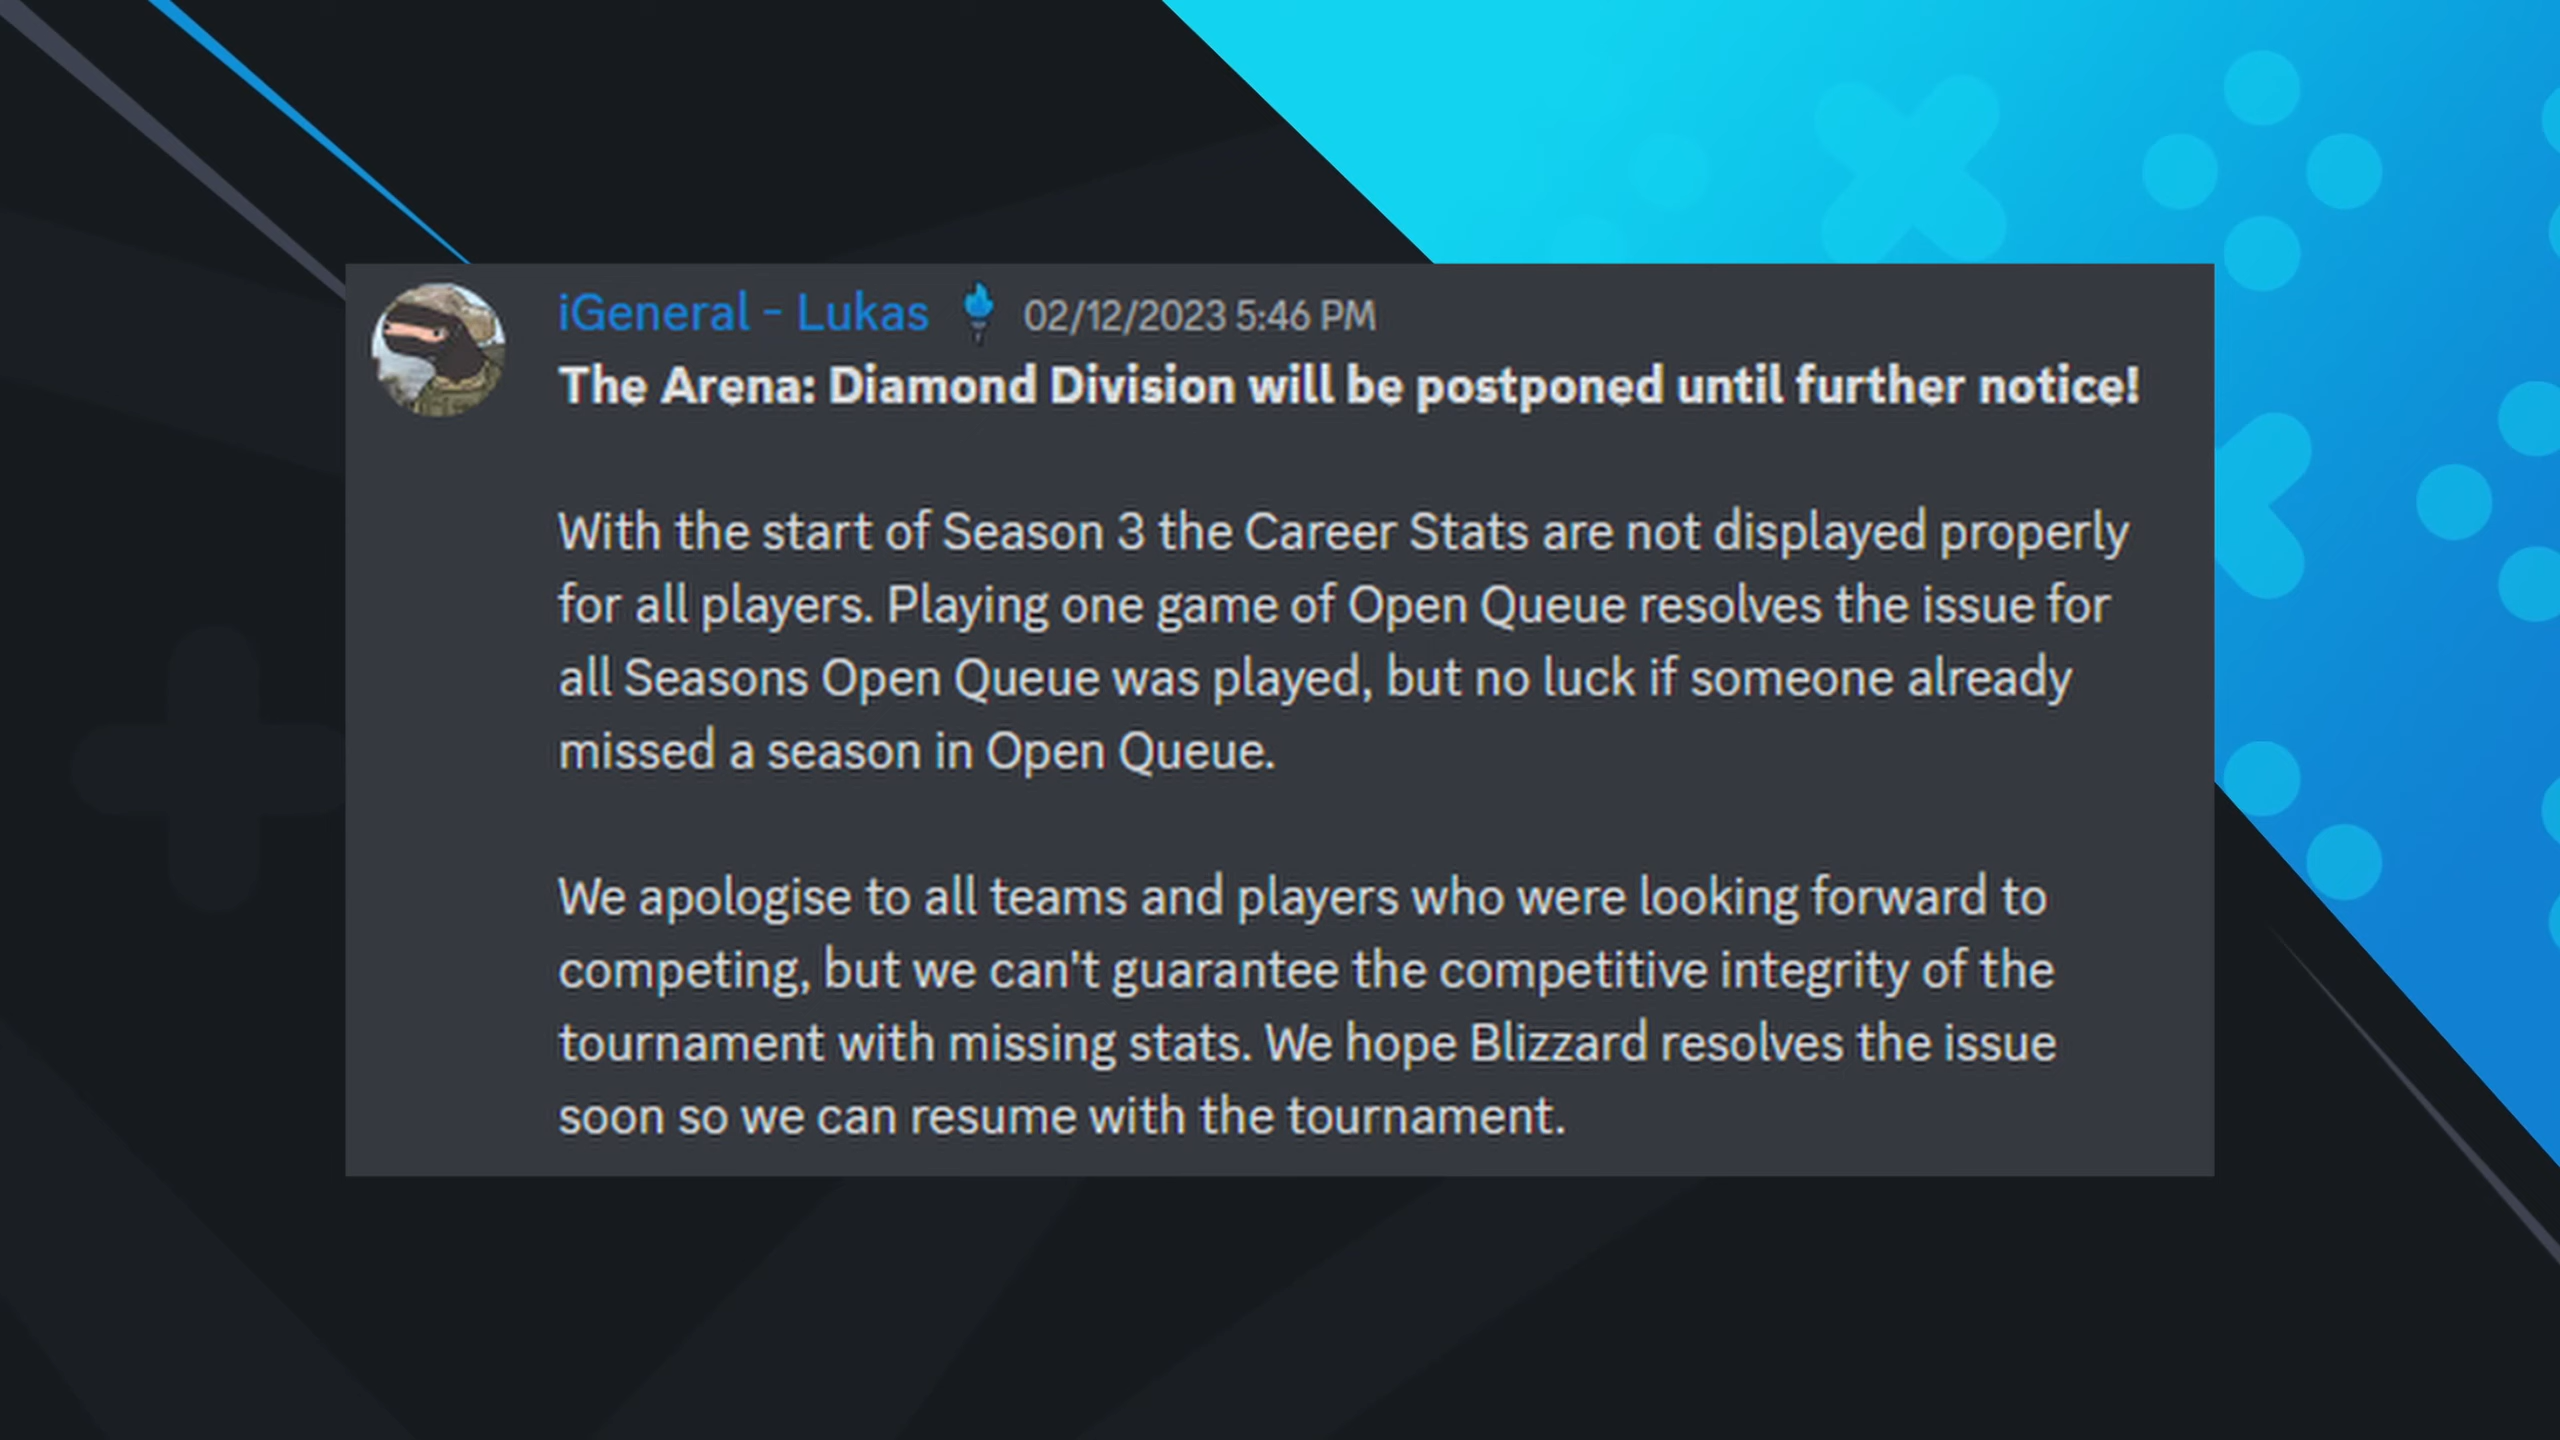 iGeneral - Lukas 02/12/2023 5:46 PM
The Arena: Diamond Division will be postponed until further notice!
With the start of Season 3 the Career Stats are not displayed properly
for all players. Playing one game of Open Queue resolves the issue for
all Seasons Open Queue was played, but no luck if someone already
missed a season in Open Queue.
We apologise to all teams and players who were looking forward to
competing, but we can't guarantee the competitive integrity of the
tournament with missing stats. We hope Blizzard resolves the issue
soon so we can resume with the tournament.